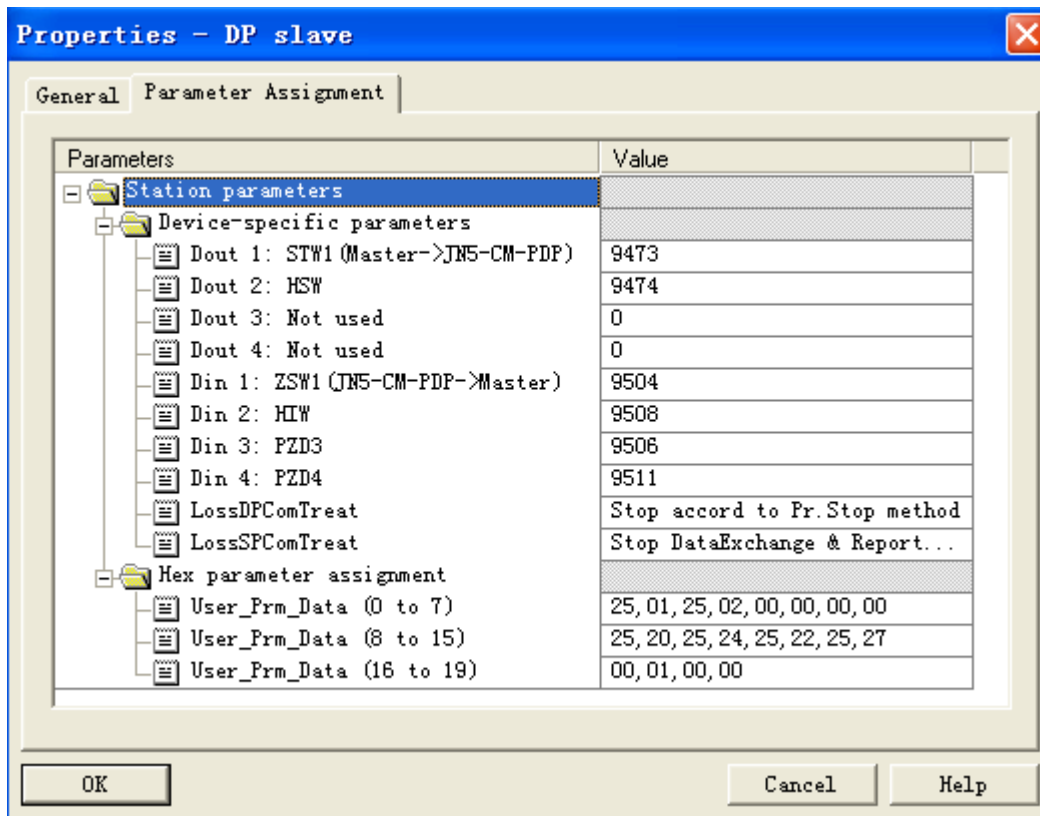 Properties - DP slave
General Parameter Assignment
Parameters Value
Station parameters
Device-specific parameters
Dout 1: STW1(Master->JN5-CM-PDP) 9473
Dout 2: HSW 9474
Dout 3: Not used 0
Dout 4: Not used 0
Din 1: ZSW1(JN5-CM-PDP->Master) 9504
Din 2: HIW 9508
Din 3: PZD3 9506
Din 4: PZD4 9511
LossDPComTreat Stop accord to Pr.Stop method
LossSPComTreat Stop DataExchange & Report...
Hex parameter assignment
User_Prm_Data (0 to 7) 25,01,25,02,00,00,00,00
User_Prm_Data (8 to 15) 25,20,25,24,25,22,25,27
User_Prm_Data (16 to 19) 00,01,00,00
OK Cancel Help